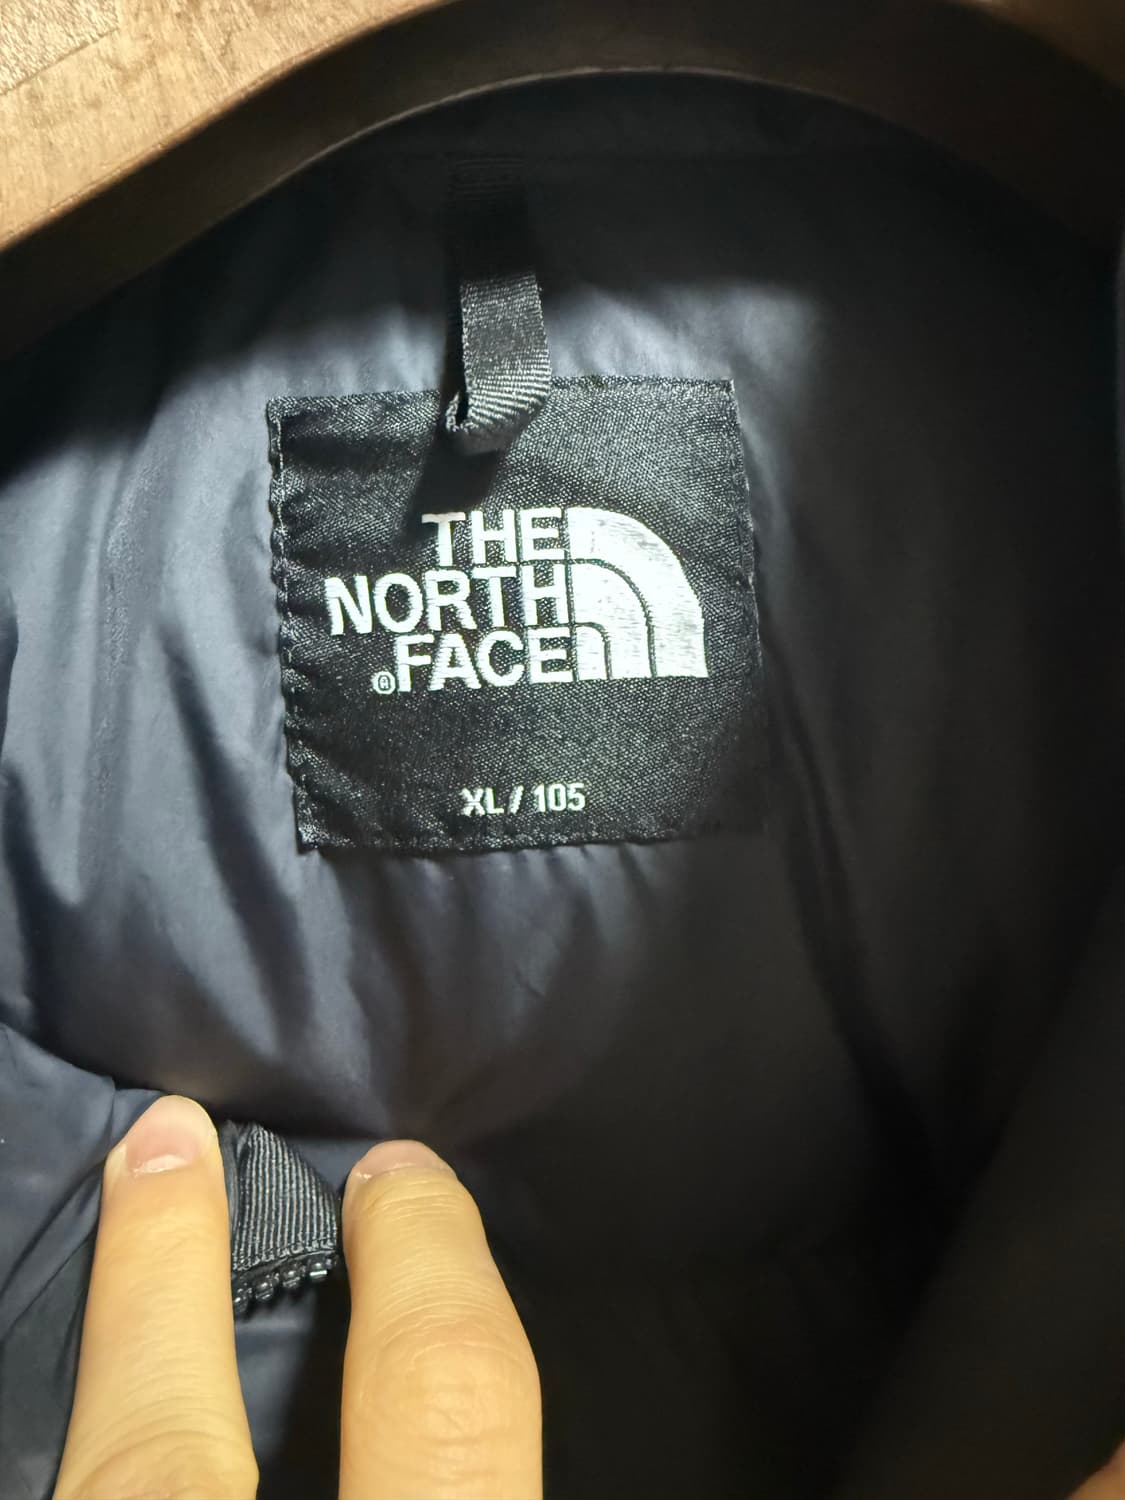 THE
NORTH
FACE®
XL / 105